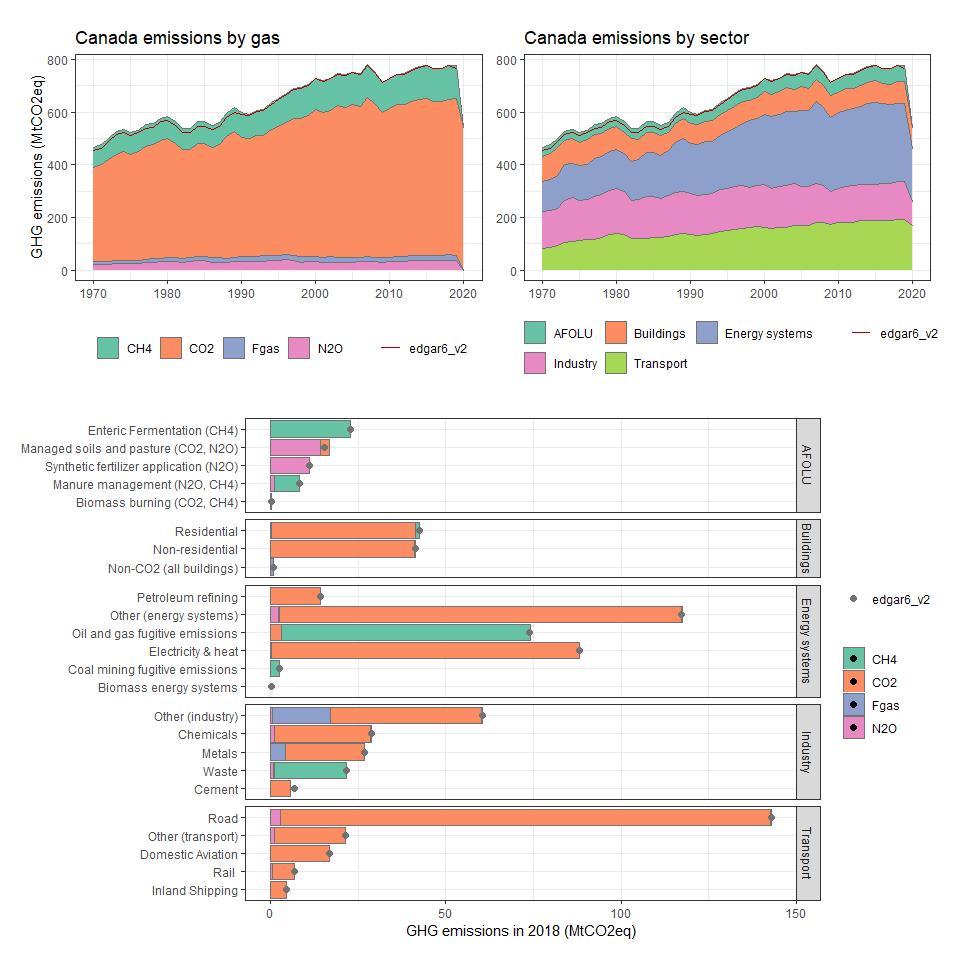 Canada emissions by gas
GHG emissions (MtCO2eq)
800
600
400
200
0
1970
1980
1990
2000
2010
2020
CH4
CO2
Fgas
N2O
edgar6_v2
Canada emissions by sector
800
600
400
200
0
1970
1980
1990
2000
2010
2020
AFOLU
Buildings
Energy systems
edgar6_v2
Industry
Transport
Enteric Fermentation (CH4)
Managed soils and pasture (CO2, N2O)
Synthetic fertilizer application (N2O)
Manure management (N2O, CH4)
Biomass burning (CO2, CH4)
AFOLU
Residential
Non-residential
Non-CO2 (all buildings)
Buildings
Petroleum refining
Other (energy systems)
Oil and gas fugitive emissions
Electricity & heat
Coal mining fugitive emissions
Biomass energy systems
Energy systems
Other (industry)
Chemicals
Metals
Waste
Cement
Industry
Road
Other (transport)
Domestic Aviation
Rail
Inland Shipping
Transport
0
50
100
150
GHG emissions in 2018 (MtCO2eq)
edgar6_v2
CH4
CO2
Fgas
N2O